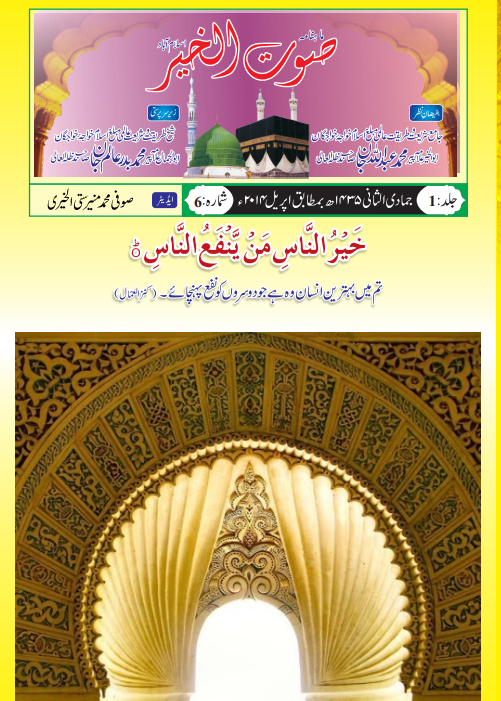 ماہنامہ
صوت الخیر
اسلام آباد
بفیضان نظر
زیر سرپرستی
جلد:1
جمادی الثانی ۱۴۳۵ھ بمطابق اپریل ۲۰۱۴ء
شمارہ:6
ایڈیٹر
صوفی محمد منیر ستی الخیری
خَيْرُ النَّاسِ مَنْ يَّنْفَعُ النَّاسِ
تم میں بہترین انسان وہ ہے جو دوسروں کو نفع پہنچائے۔ (کنز العمال)